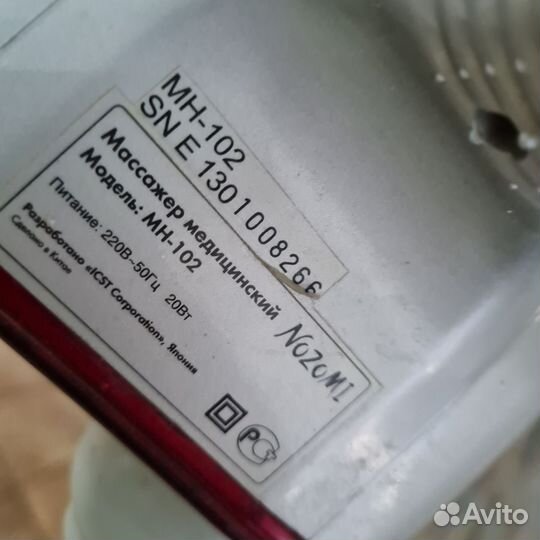 MH-102
SN E 1301008266
Массажер медицинский
Модель: MH-102
NOZOMI
Питание: 220В~50Гц 20Вт
Разработано «ICST Corporation», Япония
Сделано в Китае
РС
Avito